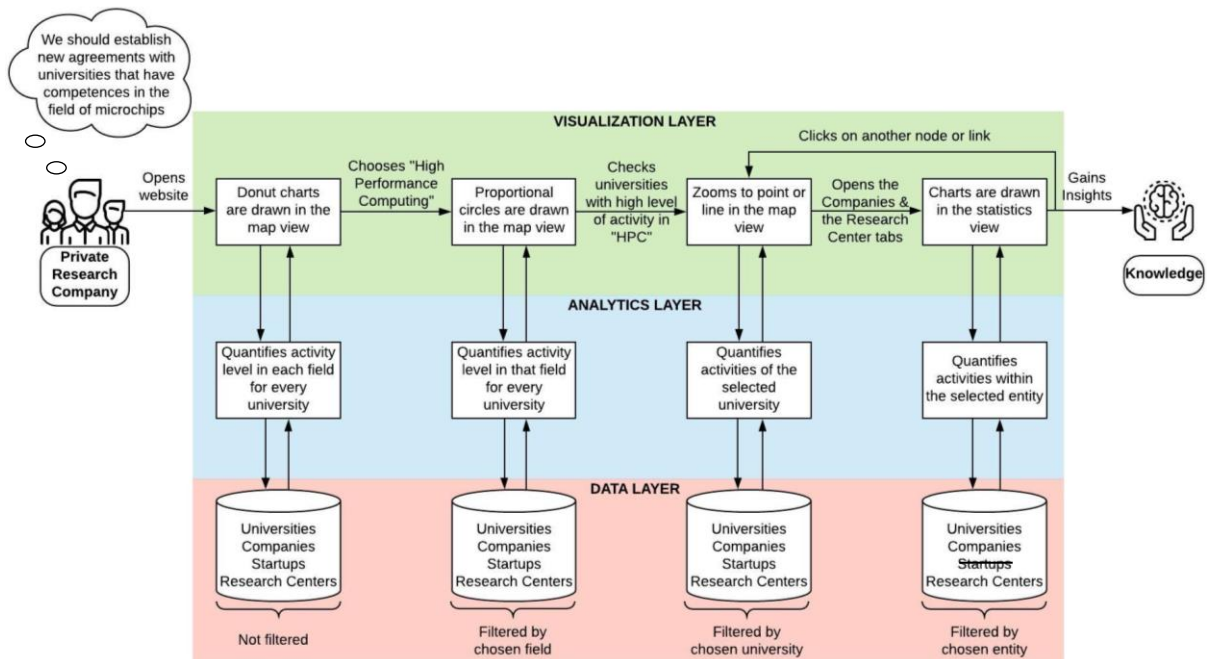 We should establish
new agreements with
universities that have
competences in the
field of microchips
VISUALIZATION LAYER
Clicks on another node or link
Opens
website
Donut charts
are drawn in the
map view
Chooses "High
Performance
Computing"
Proportional
circles are drawn
in the map view
Checks
universities
with high level
of activity in
"HPC"
Zooms to point or
line in the map
view
Opens the
Companies &
the Research
Center tabs
Charts are drawn
in the statistics
view
Gains
Insights
Private
Research
Company
Knowledge
ANALYTICS LAYER
Quantifies activity
level in each field
for every
university
Quantifies activity
level in that field
for every
university
Quantifies
activities of the
selected
university
Quantifies
activities within
the selected entity
DATA LAYER
Universities
Companies
Startups
Research Centers
Universities
Companies
Startups
Research Centers
Universities
Companies
Startups
Research Centers
Universities
Companies
Startups
Research Centers
Not filtered
Filtered by
chosen field
Filtered by
chosen university
Filtered by
chosen entity